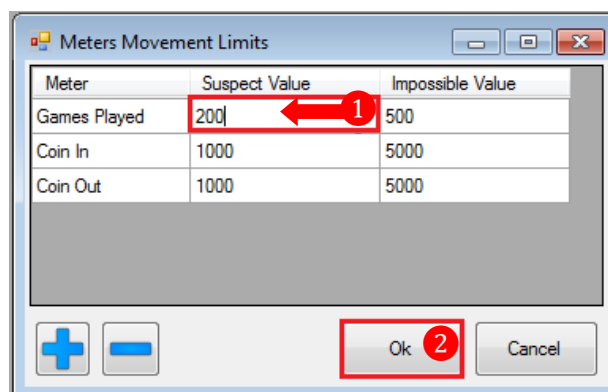 Meters Movement Limits
Meter Suspect Value Impossible Value
Games Played 200 1 500
Coin In 1000 5000
Coin Out 1000 5000
Ok 2 Cancel